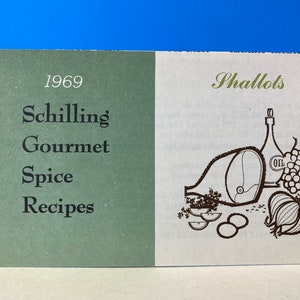 1969
Schilling
Gourmet
Spice
Recipes
Shallots
OIL